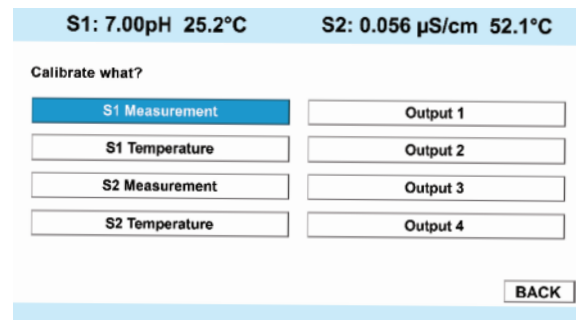 S1: 7.00pH 25.2°C S2: 0.056 µS/cm 52.1°C
Calibrate what?
S1 Measurement Output 1
S1 Temperature Output 2
S2 Measurement Output 3
S2 Temperature Output 4
BACK